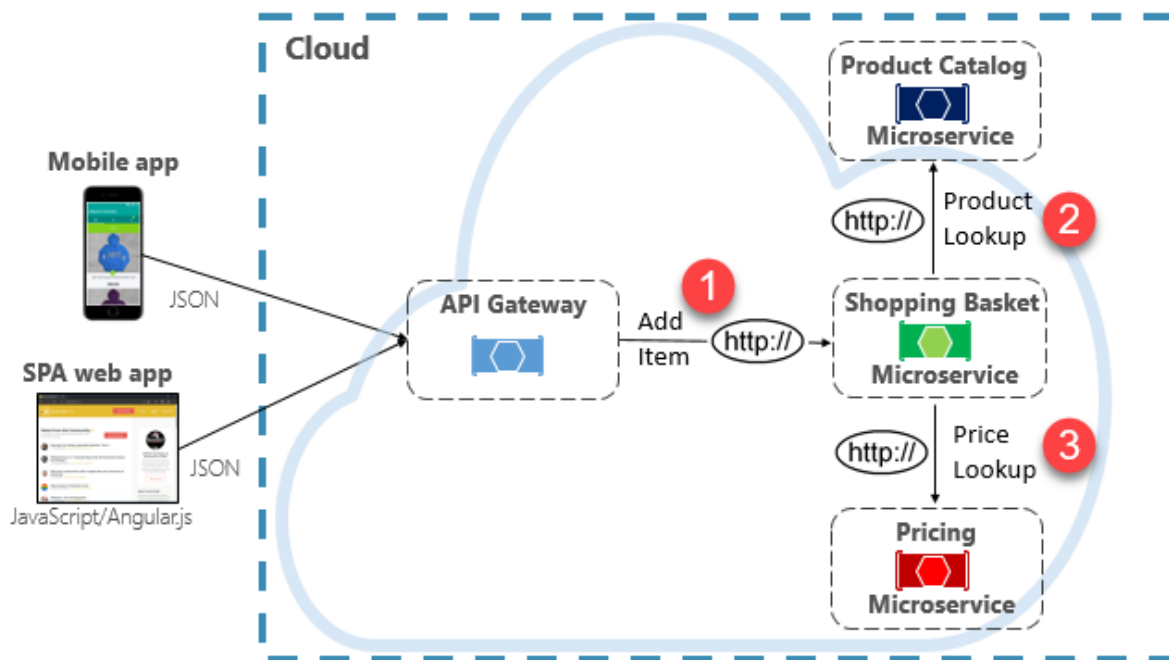 Cloud
Product Catalog
Microservice
Mobile app
http://
Product
Lookup
2
JSON
API Gateway
1
Add
Item
http://
Shopping Basket
Microservice
SPA web app
JSON
JavaScript/Angular.js
http://
Price
Lookup
3
Pricing
Microservice